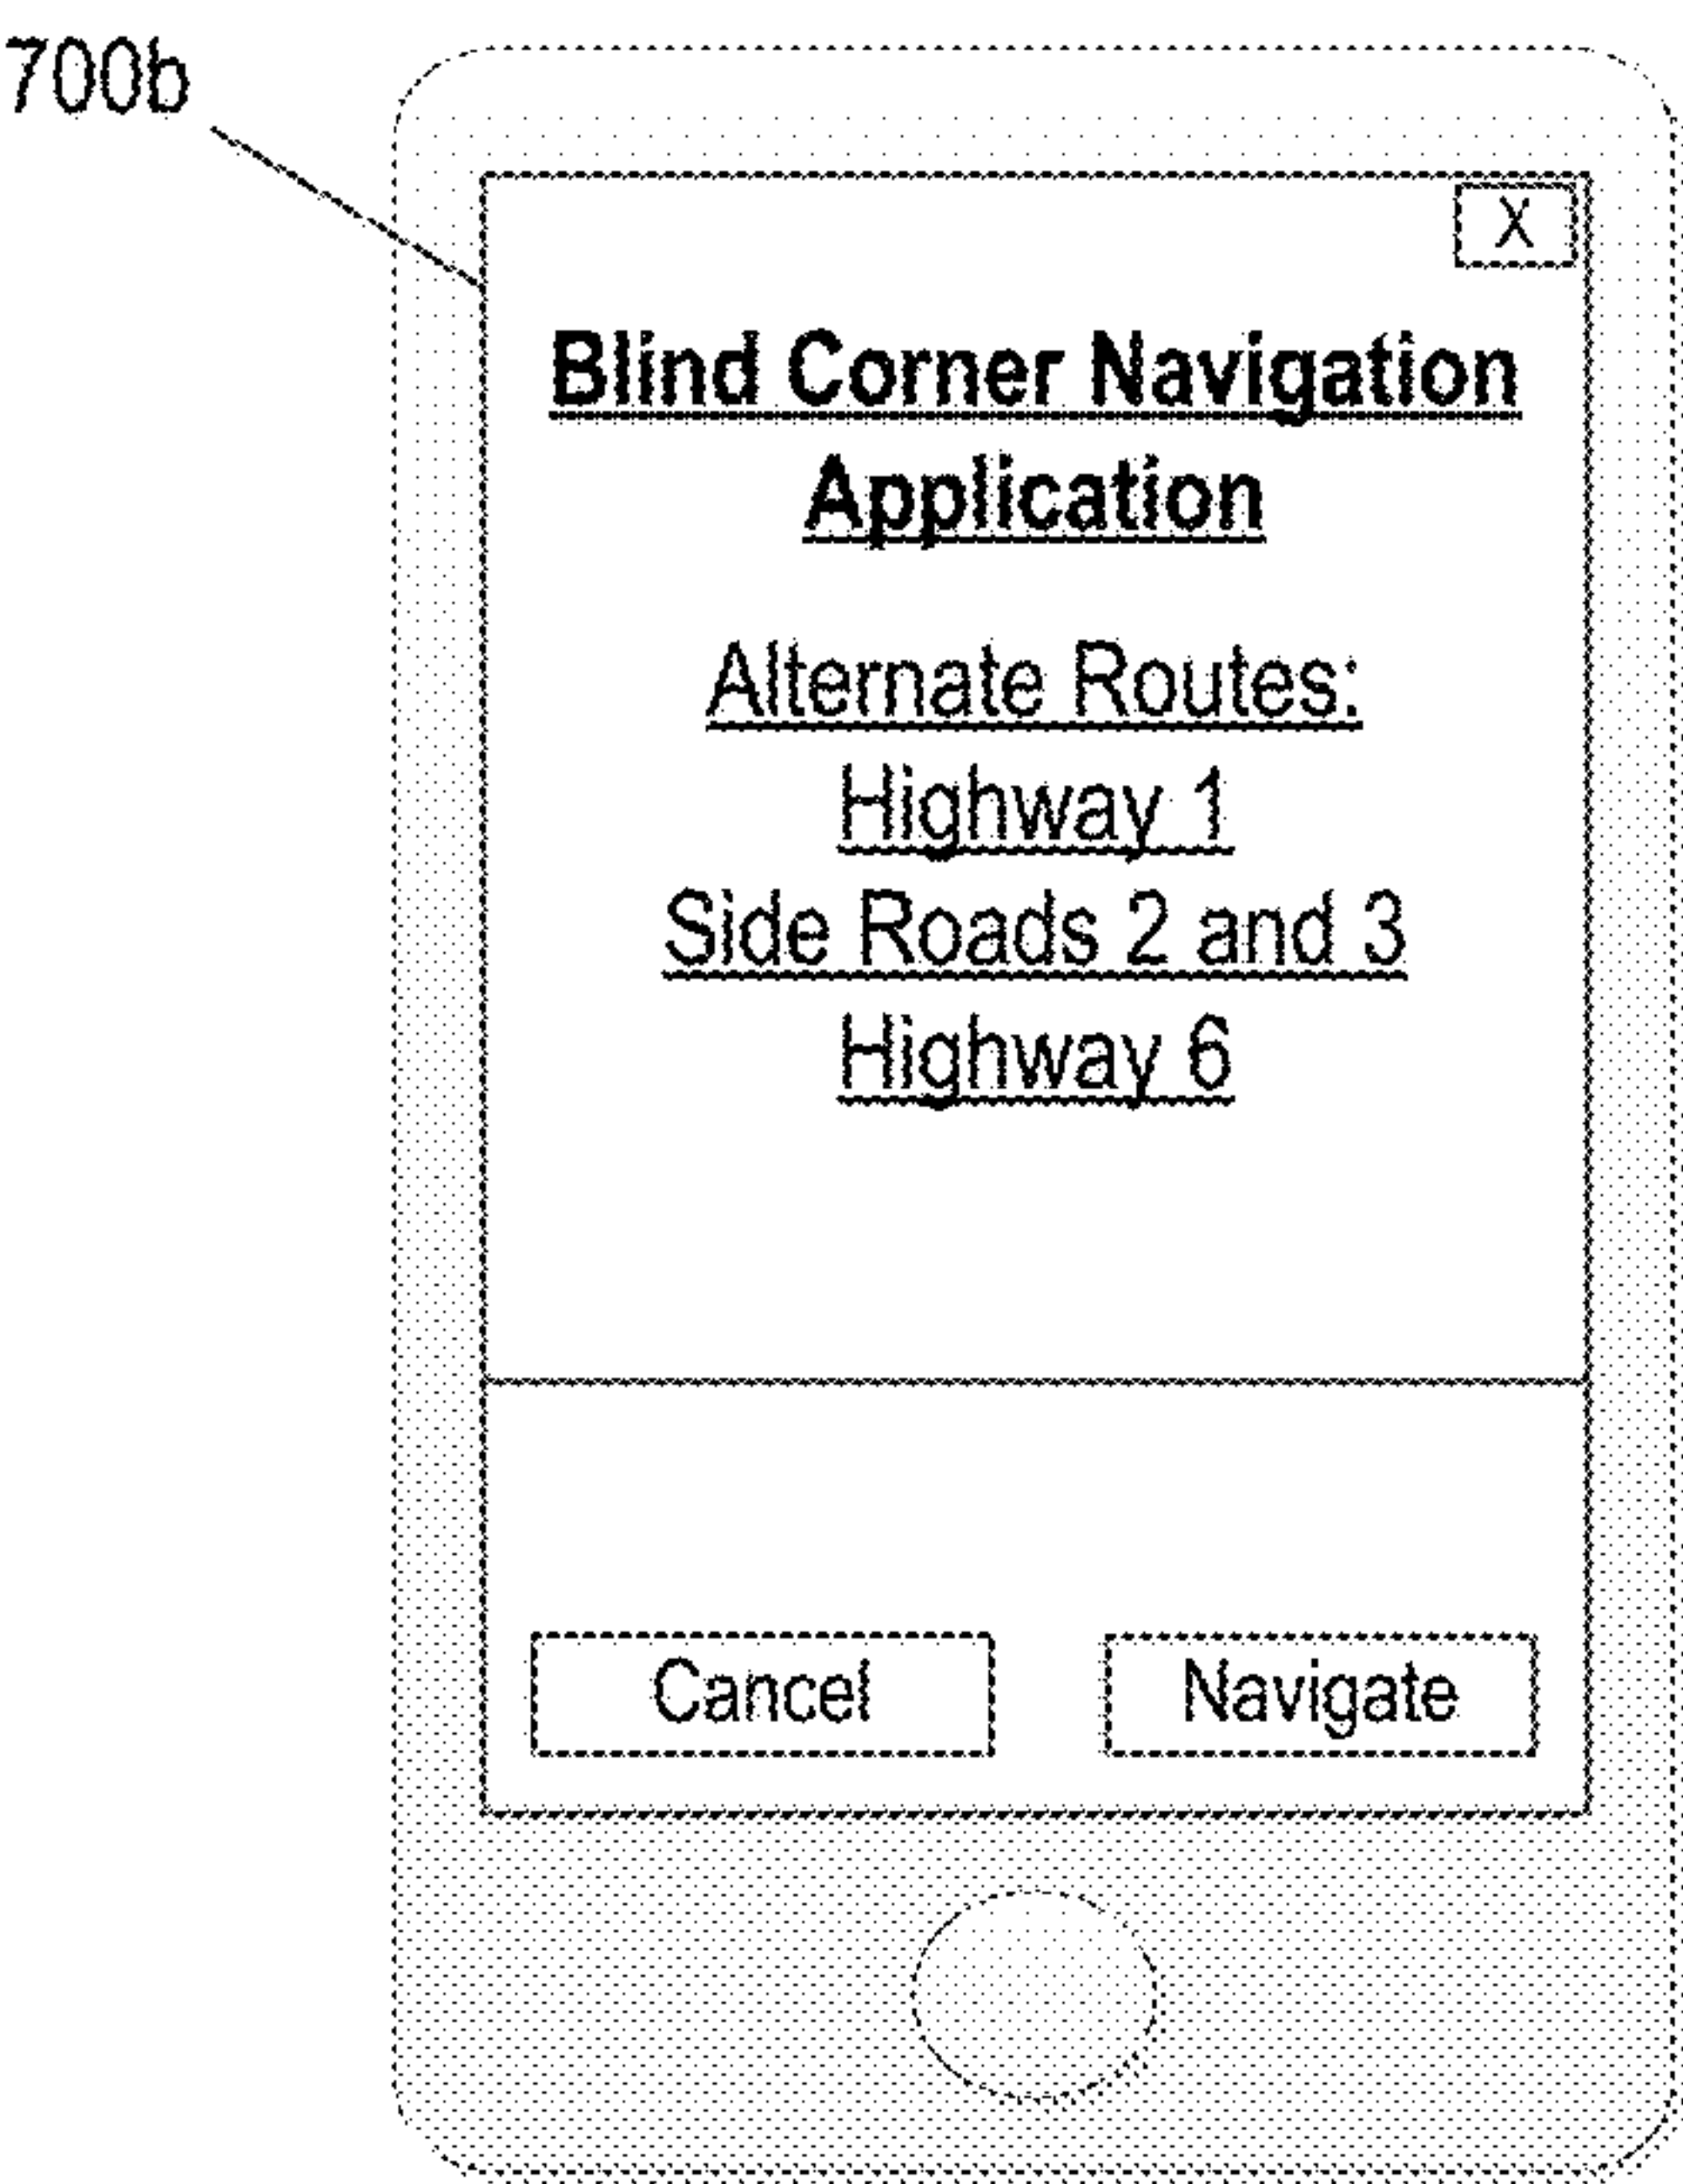 700b
X
Blind Corner Navigation
Application
Alternate Routes:
Highway 1
Side Roads 2 and 3
Highway 6
Cancel
Navigate